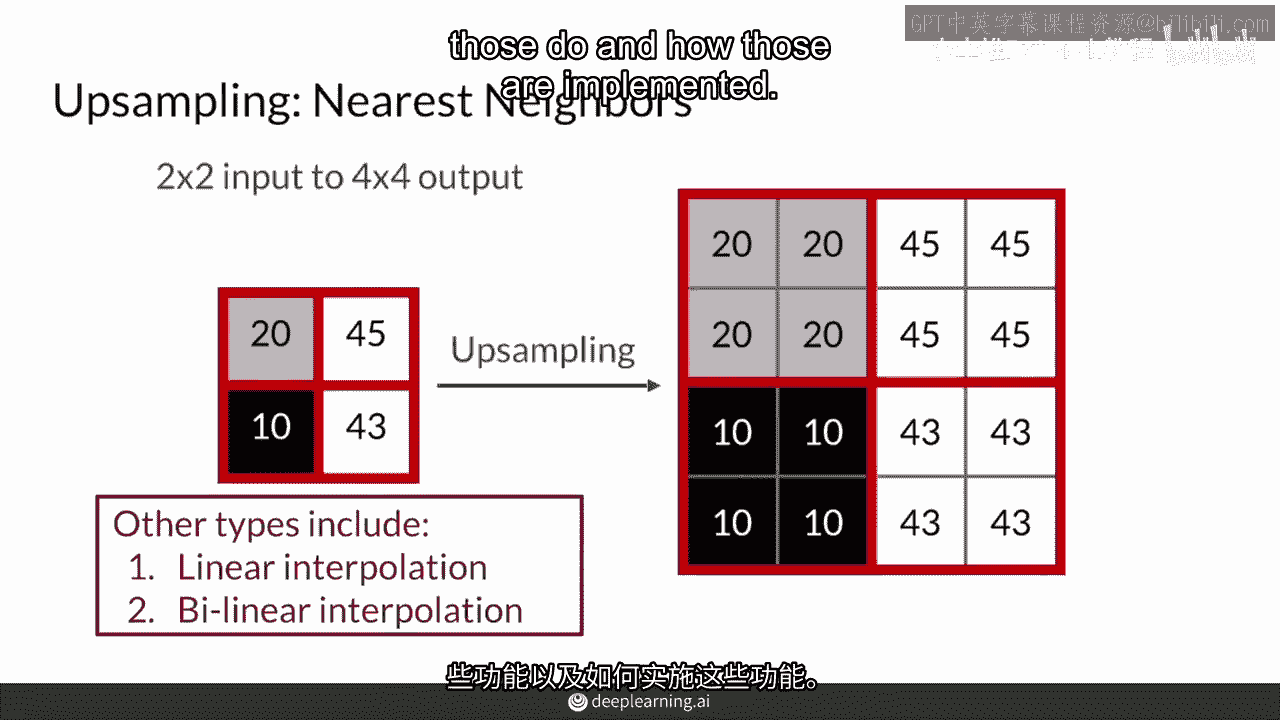 GPT中英字幕课程资源@bilibili.com
those do and how those
are implemented.
Upsampling: Nearest Neighbors
2x2 input to 4x4 output
20 45
10 43
Upsampling
20 20 45 45
20 20 45 45
10 10 43 43
10 10 43 43
Other types include:
1. Linear interpolation
2. Bi-linear interpolation
些功能以及如何实施这些功能。
deeplearning.ai